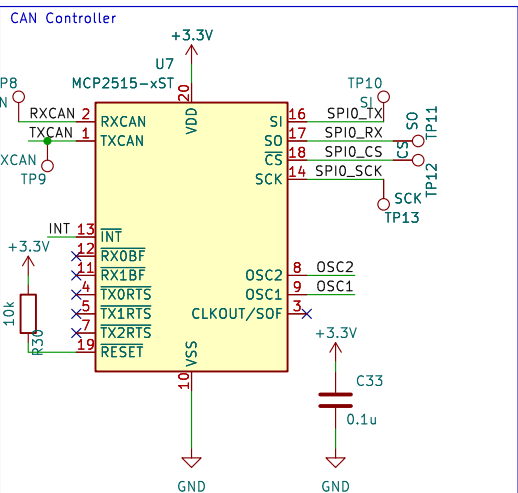 CAN Controller
+3.3V
U7
MCP2515-xST
P8
N
TP10
SI
RXCAN 2 RXCAN
20
VDD
SI 16 SPI0_TX
TXCAN 1 TXCAN
SO 17 SPI0_RX
SO
TP11
XCAN
TP9
CS 18 SPI0_CS
CS
TP12
SCK 14 SPI0_SCK
SCK
TP13
INT 13 INT
12 RX0BF
11 RX1BF
4 TX0RTS
5 TX1RTS
7 TX2RTS
19 RESET
OSC2 8 OSC2
OSC1 9 OSC1
CLKOUT/SOF 3
+3.3V
10k
R30
VSS
10
GND
+3.3V
C33
0.1u
GND